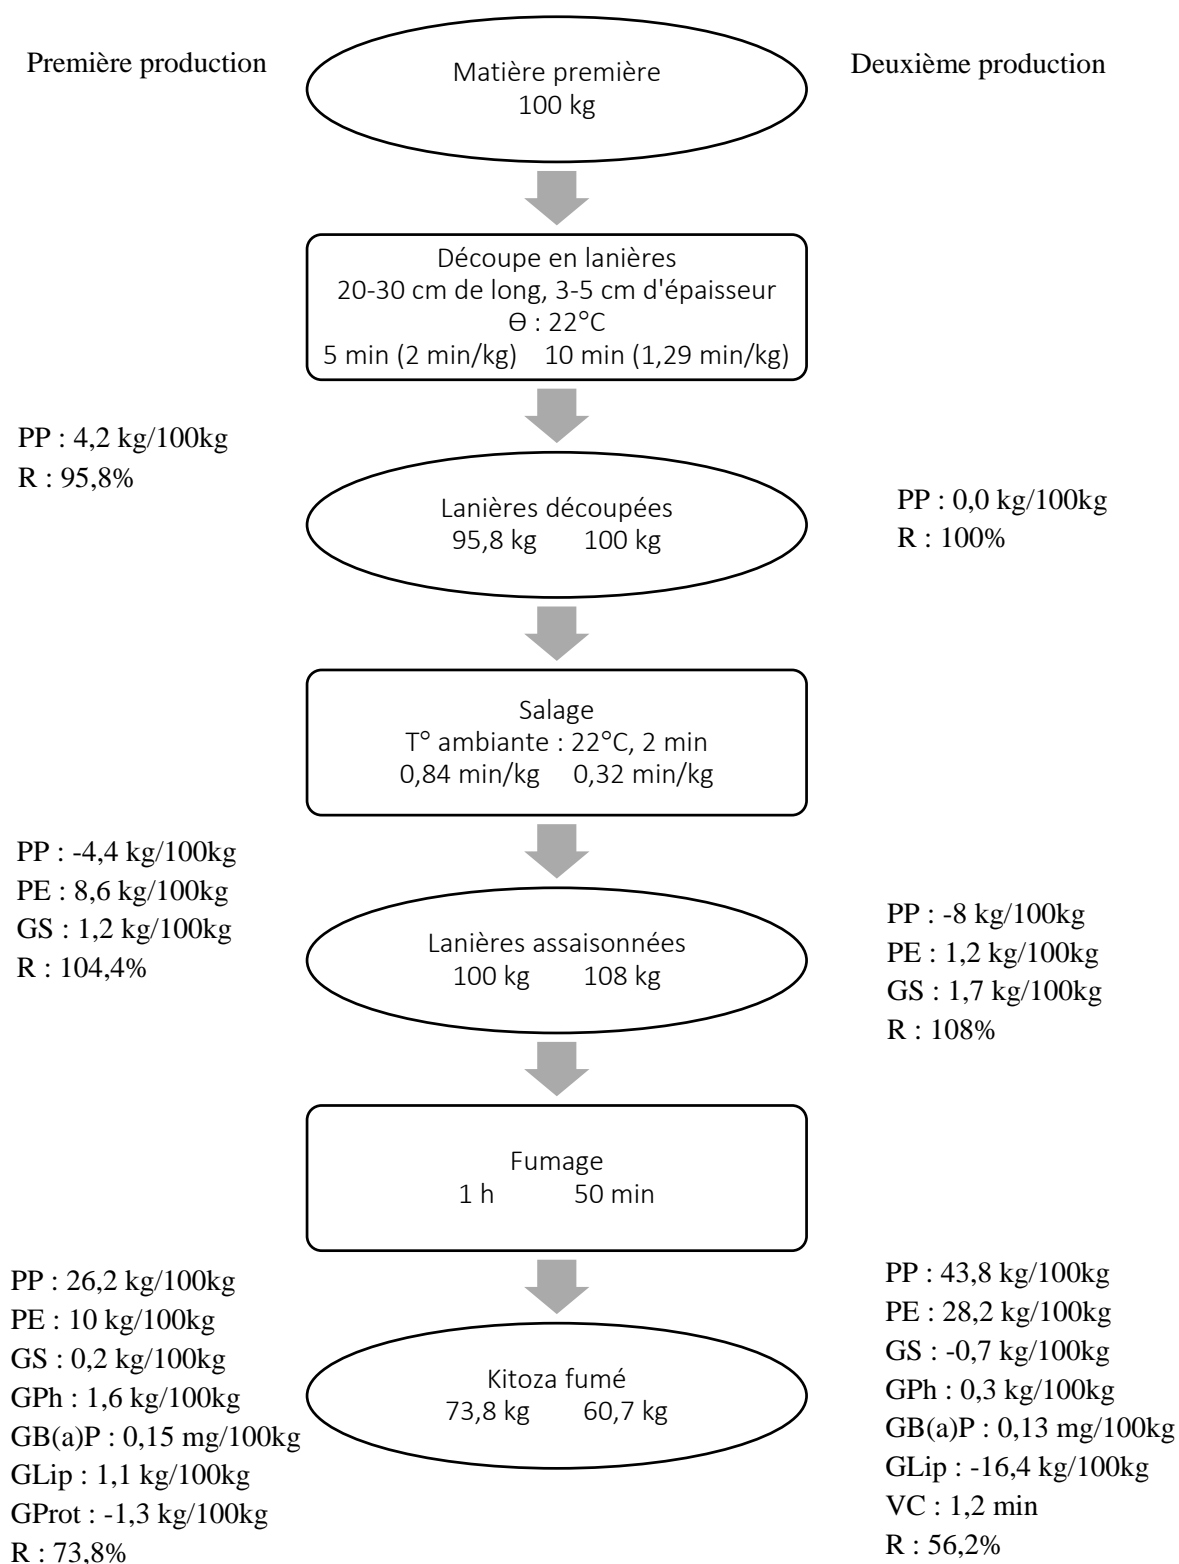 Première production
Deuxième production
Matière première
100 kg
Découpe en lanières
20-30 cm de long, 3-5 cm d'épaisseur
Ө : 22°C
5 min (2 min/kg) 10 min (1,29 min/kg)
PP : 4,2 kg/100kg
R : 95,8%
Lanières découpées
95,8 kg 100 kg
PP : 0,0 kg/100kg
R : 100%
Salage
T° ambiante : 22°C, 2 min
0,84 min/kg 0,32 min/kg
PP : -4,4 kg/100kg
PE : 8,6 kg/100kg
GS : 1,2 kg/100kg
R : 104,4%
Lanières assaisonnées
100 kg 108 kg
PP : -8 kg/100kg
PE : 1,2 kg/100kg
GS : 1,7 kg/100kg
R : 108%
Fumage
1 h 50 min
PP : 26,2 kg/100kg
PE : 10 kg/100kg
GS : 0,2 kg/100kg
GPh : 1,6 kg/100kg
GB(a)P : 0,15 mg/100kg
GLip : 1,1 kg/100kg
GProt : -1,3 kg/100kg
R : 73,8%
Kitoza fumé
73,8 kg 60,7 kg
PP : 43,8 kg/100kg
PE : 28,2 kg/100kg
GS : -0,7 kg/100kg
GPh : 0,3 kg/100kg
GB(a)P : 0,13 mg/100kg
GLip : -16,4 kg/100kg
VC : 1,2 min
R : 56,2%